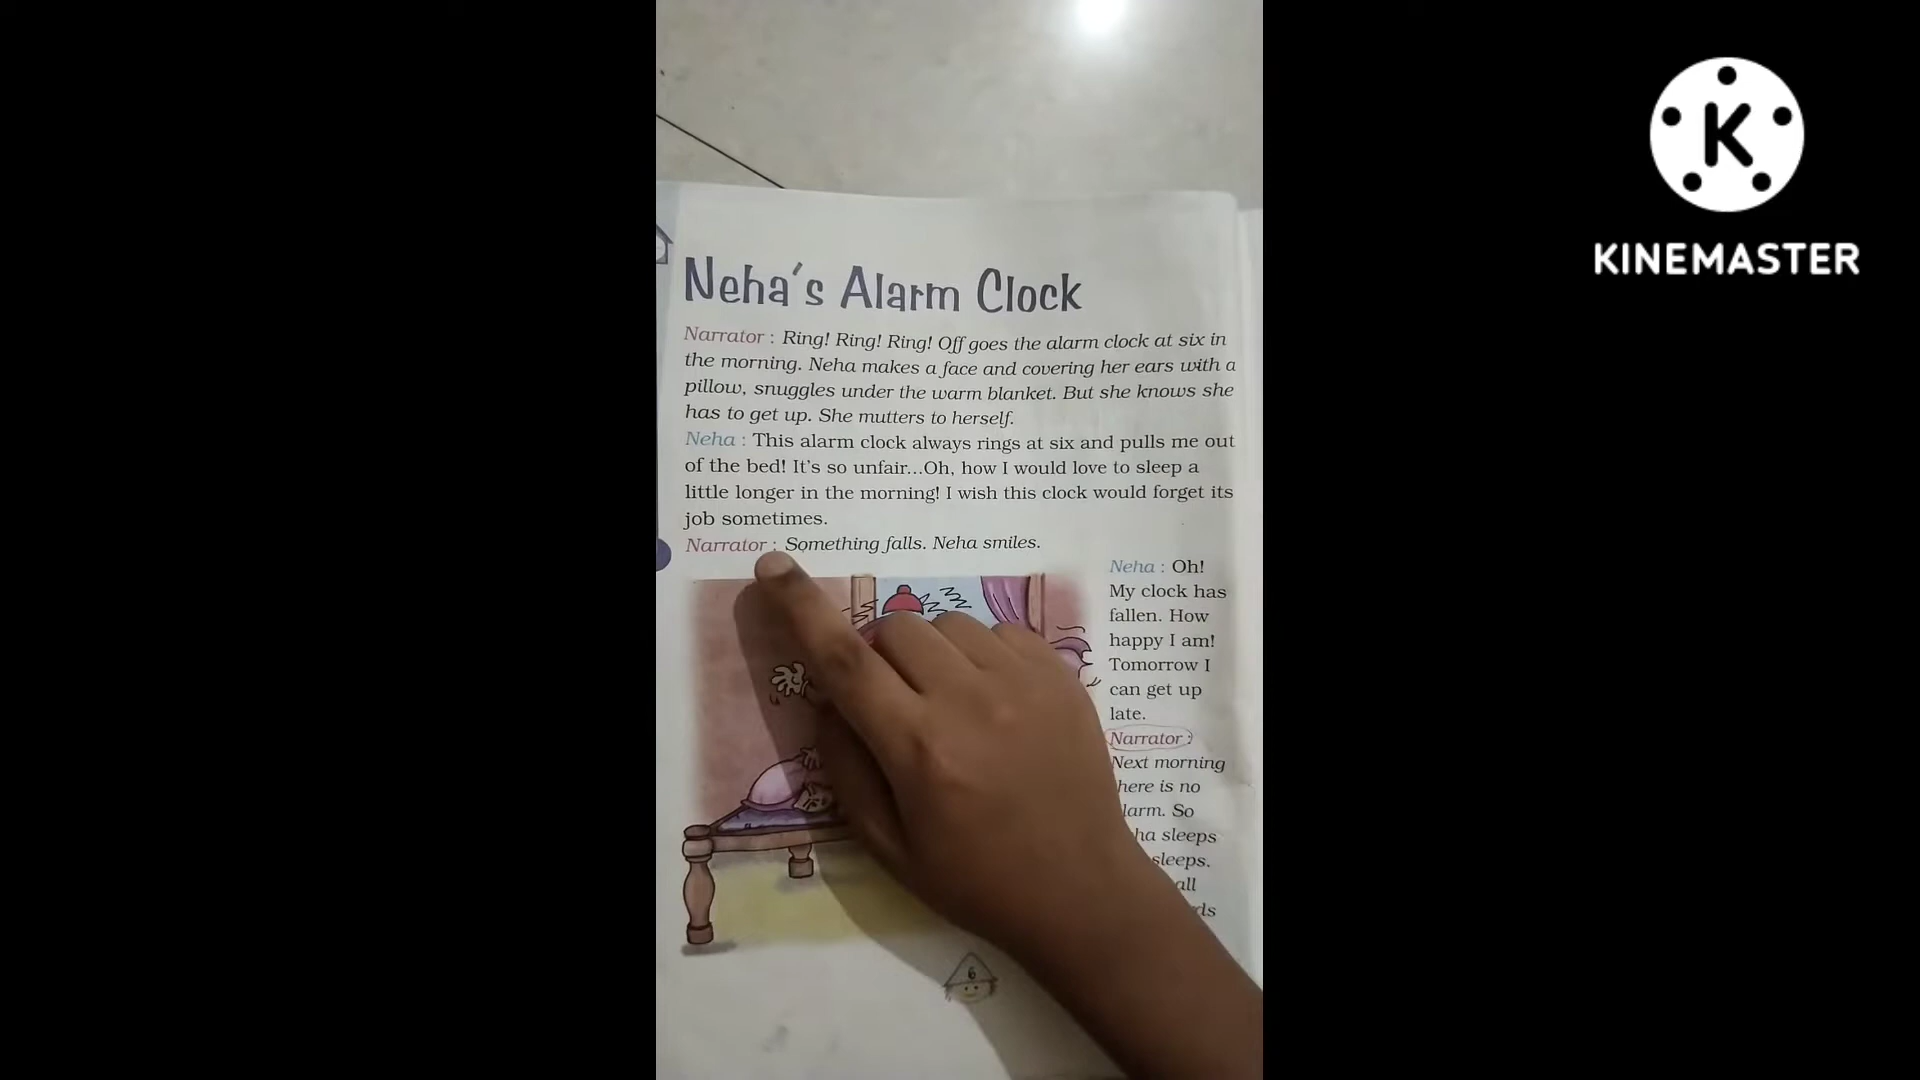 Neha's Alarm Clock
Narrator : Ring! Ring! Ring! Off goes the alarm clock at six in
the morning. Neha makes a face and covering her ears with a
pillow, snuggles under the warm blanket. But she knows she
has to get up. She mutters to herself.
Neha : This alarm clock always rings at six and pulls me out
of the bed! It's so unfair...Oh, how I would love to sleep a
little longer in the morning! I wish this clock would forget its
job sometimes.
Narrator : Something falls. Neha smiles.
Neha : Oh!
My clock has
fallen. How
happy I am!
Tomorrow I
can get up
late.
Narrator :
Next morning
is no
So
sleeps
sleeps.
6
K
KINEMASTER